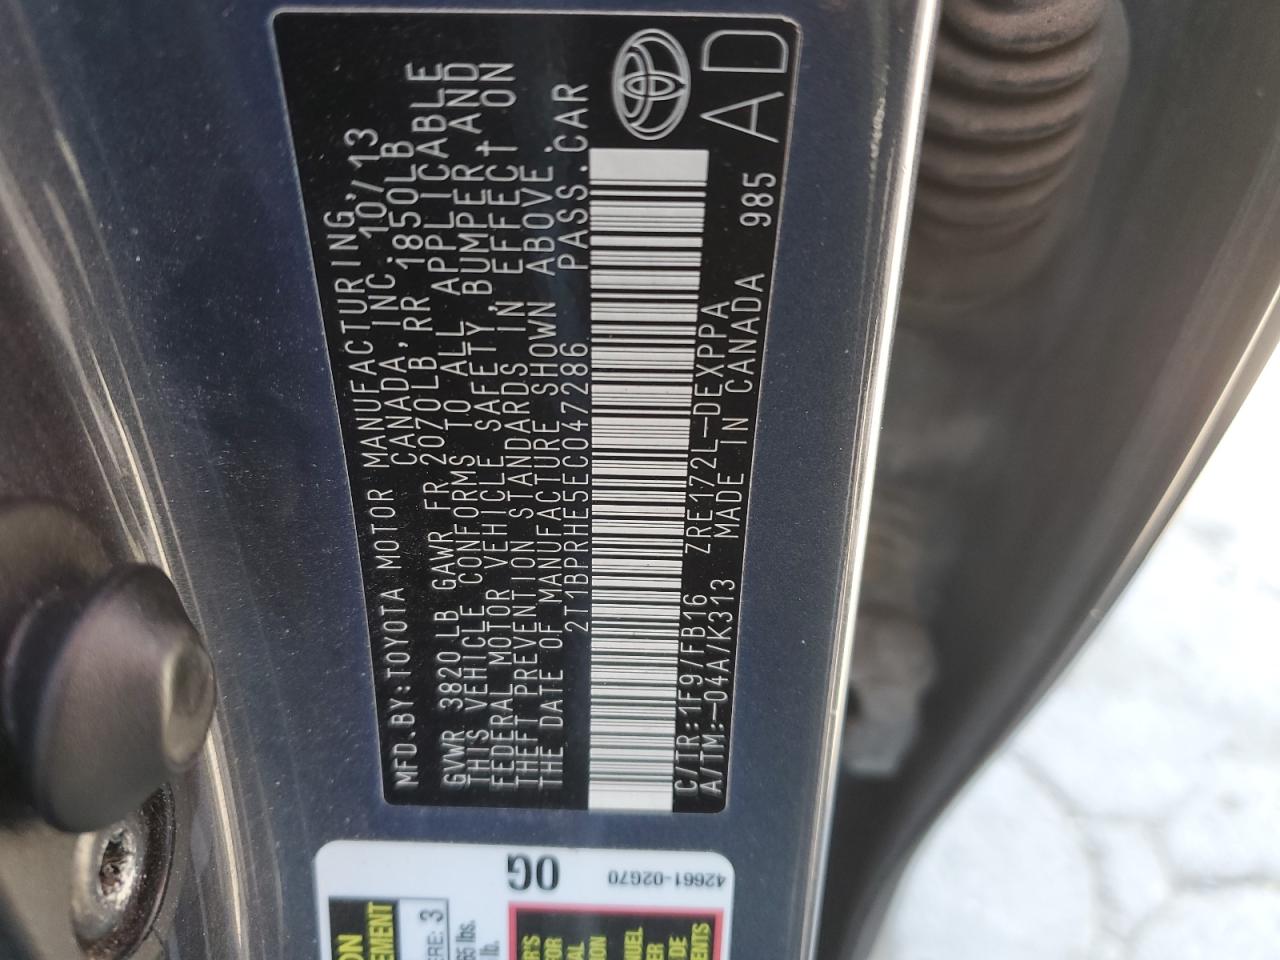 MFD.BY:TOYOTA MOTOR MANUFACTURING,
CANADA,INC. 10/13
GVWR 3820LB GAWR FR 2070LB,RR 1850LB
THIS VEHICLE CONFORMS TO ALL APPLICABLE
FEDERAL MOTOR VEHICLE SAFETY,BUMPER,AND
THEFT PREVENTION STANDARDS IN EFFECT ON
THE DATE OF MANUFACTURE SHOWN ABOVE.
2T1BPRHE5EC047286 PASS.CAR
C/TR:1F9/FB16 ZRE172L-DEXPPA
A/TM:-04A/K313 MADE IN CANADA 985
AD
0G
42661-02G70